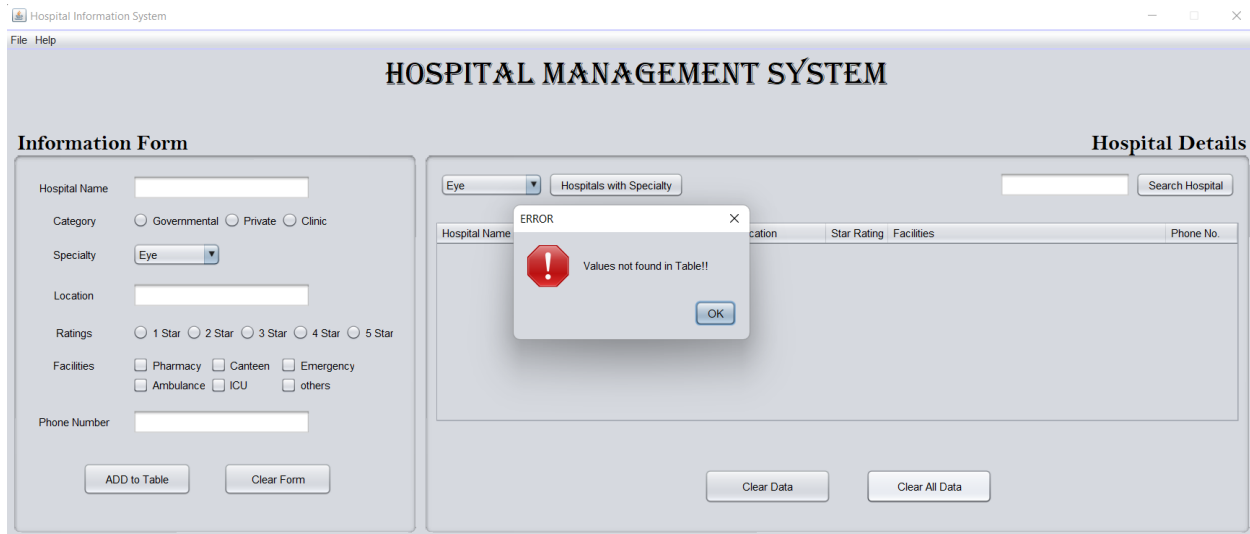 Hospital Information System
File Help
HOSPITAL MANAGEMENT SYSTEM
Information Form
Hospital Name
Category Governmental Private Clinic
Specialty Eye
Location
Ratings 1 Star 2 Star 3 Star 4 Star 5 Star
Facilities Pharmacy Canteen Emergency
Ambulance ICU others
Phone Number
ADD to Table Clear Form
Hospital Details
Eye Hospitals with Specialty Search Hospital
Hospital Name Star Rating Facilities Phone No.
ERROR
Values not found in Table!!
OK
Clear Data Clear All Data